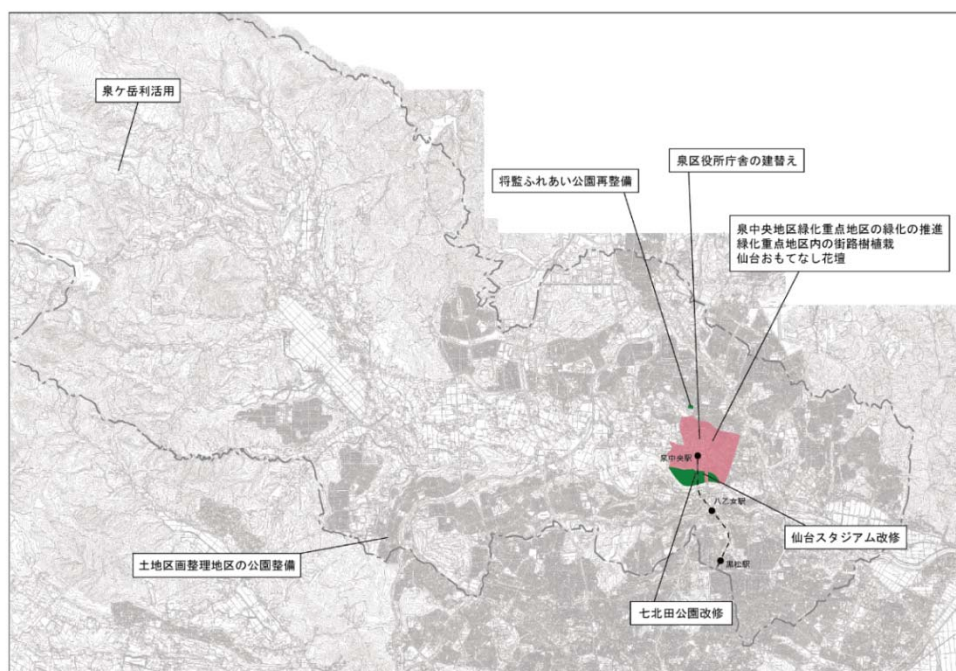 泉ケ岳利活用
泉区役所庁舎の建替え
将監ふれあい公園再整備
泉中央地区緑化重点地区の緑化の推進
緑化重点地区内の街路樹植栽
仙台おもてなし花壇
泉中央駅
八乙女駅
仙台スタジアム改修
黒松駅
土地区画整理地区の公園整備
七北田公園改修